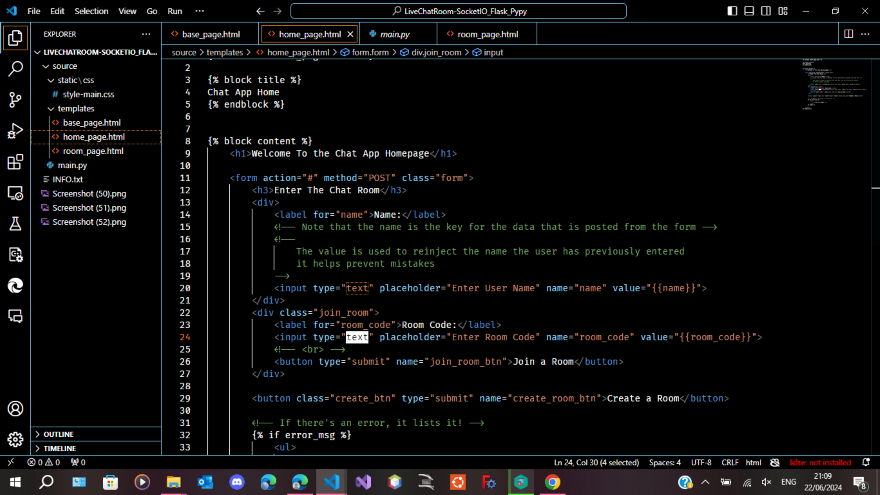 File Edit Selection View Go Run ···
LiveChatRoom-SocketIO_Flask_Pypy
EXPLORER ···
LIVECHATROOM-SOCKETIO_FLA...
source
static\css
# style-main.css
templates
<> base_page.html
<> home_page.html
<> room_page.html
main.py
INFO.txt
Screenshot (50).png
Screenshot (51).png
Screenshot (52).png
OUTLINE
TIMELINE
<> base_page.html
<> home_page.html ×
main.py
<> room_page.html
source > templates > <> home_page.html > form.form > div.join_room > input
2
3 {% block title %}
4 Chat App Home
5 {% endblock %}
6
7
8 {% block content %}
9 <h1>Welcome To the Chat App Homepage</h1>
10
11 <form action="#" method="POST" class="form">
12 <h3>Enter The Chat Room</h3>
13 <div>
14 <label for="name">Name:</label>
15 <!-- Note that the name is the key for the data that is posted from the form -->
16 <!--
17 The value is used to reinject the name the user has previously entered
18 it helps prevent mistakes
19 -->
20 <input type="text" placeholder="Enter User Name" name="name" value="{{name}}">
21 </div>
22 <div class="join_room">
23 <label for="room_code">Room Code:</label>
24 <input type="text" placeholder="Enter Room Code" name="room_code" value="{{room_code}}">
25 <!-- <br> -->
26 <button type="submit" name="join_room_btn">Join a Room</button>
27 </div>
28
29 <button class="create_btn" type="submit" name="create_room_btn">Create a Room</button>
30
31 <!-- If there's an error, it lists it! -->
32 {% if error_msg %}
33 <ul>
0 0 0 Ln 24, Col 30 (4 selected) Spaces: 4 UTF-8 CRLF html
ENG
21:09
22/06/2024
8